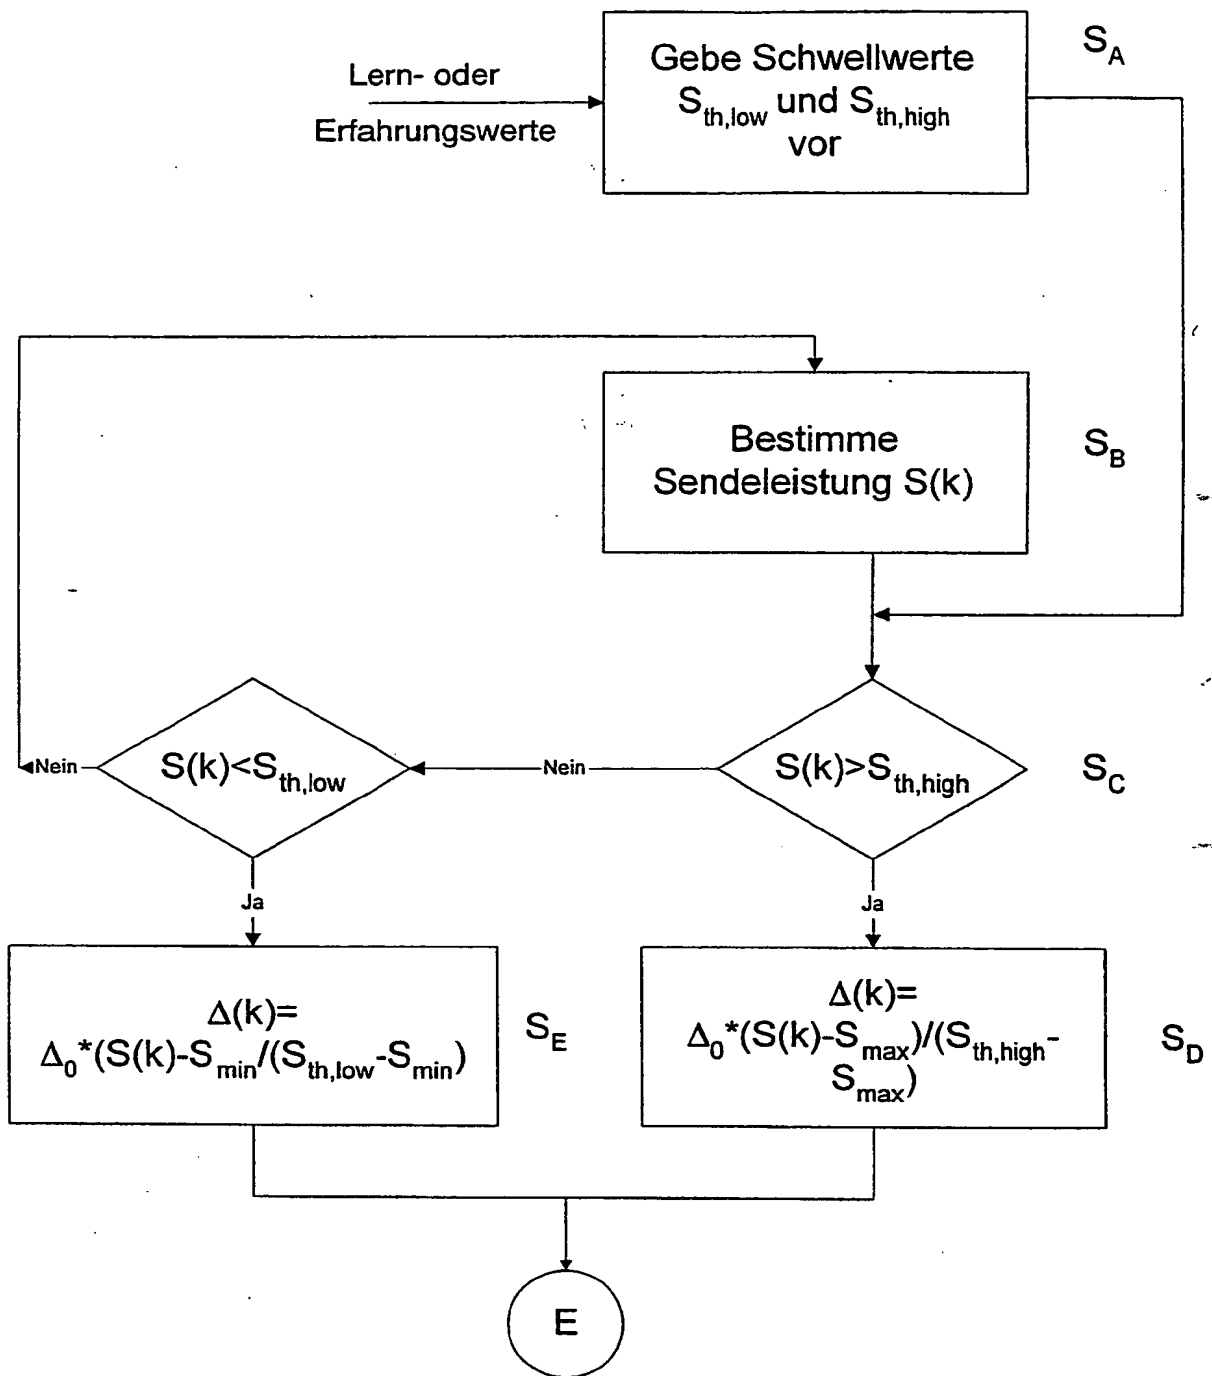 Gebe Schwellwerte
S_th,low und S_th,high
vor
S_A
Lern- oder
Erfahrungswerte
Bestimme
Sendeleistung S(k)
S_B
S(k)<S_th,low
Nein
Nein
S(k)>S_th,high
S_C
Ja
Ja
Δ(k)=
Δ_0*(S(k)-S_min/(S_th,low-S_min)
S_E
Δ(k)=
Δ_0*(S(k)-S_max)/(S_th,high-
S_max)
S_D
E